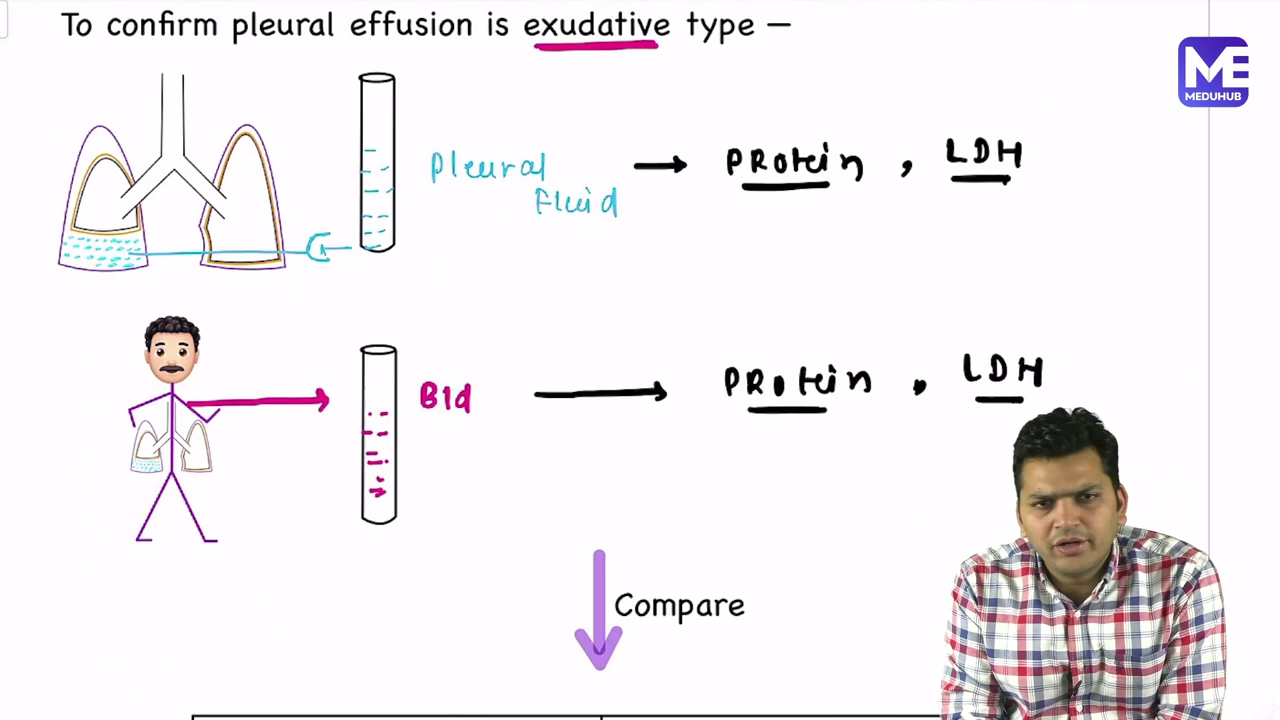 To confirm pleural effusion is exudative type –
ME
MEDUHUB
Pleural
Fluid
PRotein , LDH
Bld
PRotein , LDH
Compare